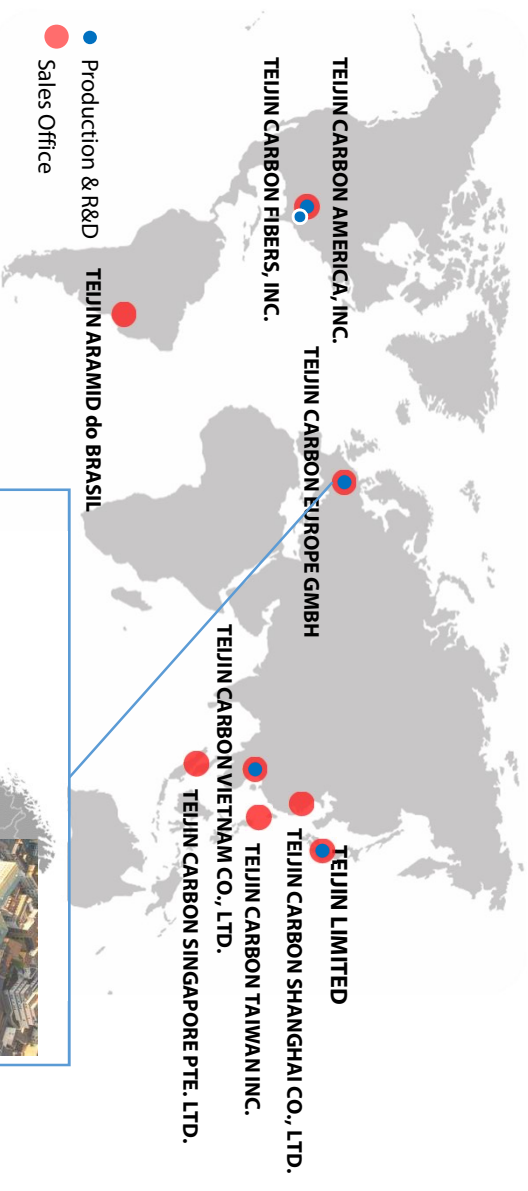 TEIJIN CARBON AMERICA, INC.
TEIJIN CARBON FIBERS, INC.
TEIJIN CARBON EUROPE GMBH
TEIJIN LIMITED
TEIJIN CARBON SHANGHAI CO., LTD.
TEIJIN CARBON TAIWAN INC.
TEIJIN CARBON VIETNAM CO., LTD.
TEIJIN CARBON SINGAPORE PTE. LTD.
TEIJIN ARAMID do BRASIL
Production & R&D
Sales Office